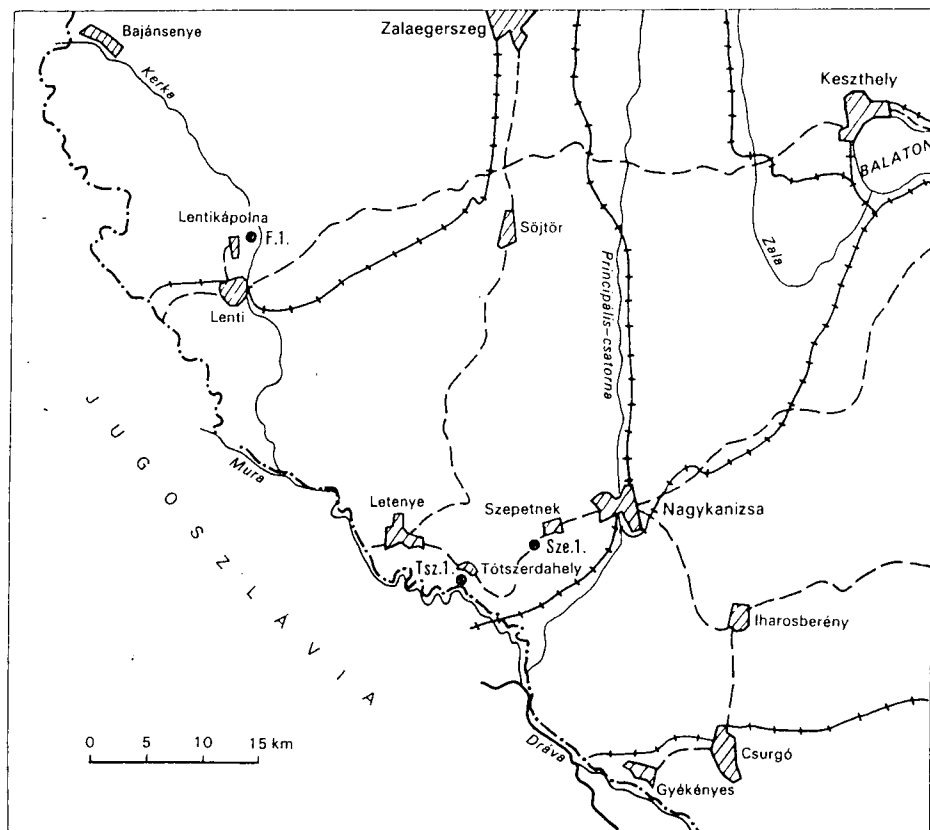 Bajánsenye
Zalaegerszeg
Keszthely
Kerka
BALATON
Lentikápolna
F.1.
Söjtör
Zala
Principális-csatorna
Lenti
JUGOSZLÁVIA
Mura
Letenye
Szepetnek
Nagykanizsa
Sze.1.
Tsz.1.
Tótszerdahely
Iharosberény
0 5 10 15 km
Dráva
Csurgó
Gyékényes